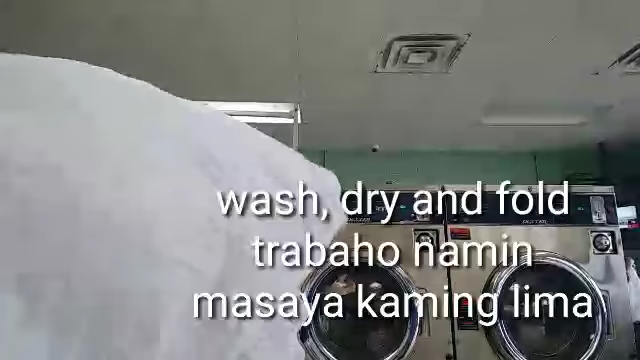 wash, dry and fold
trabaho namin
masaya kaming lima